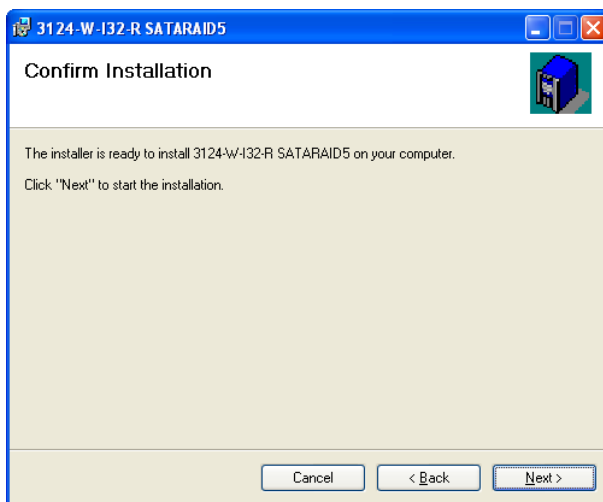 3124-W-I32-R SATARAID5
Confirm Installation
The installer is ready to install 3124-W-I32-R SATARAID5 on your computer.
Click "Next" to start the installation.
Cancel
< Back
Next >